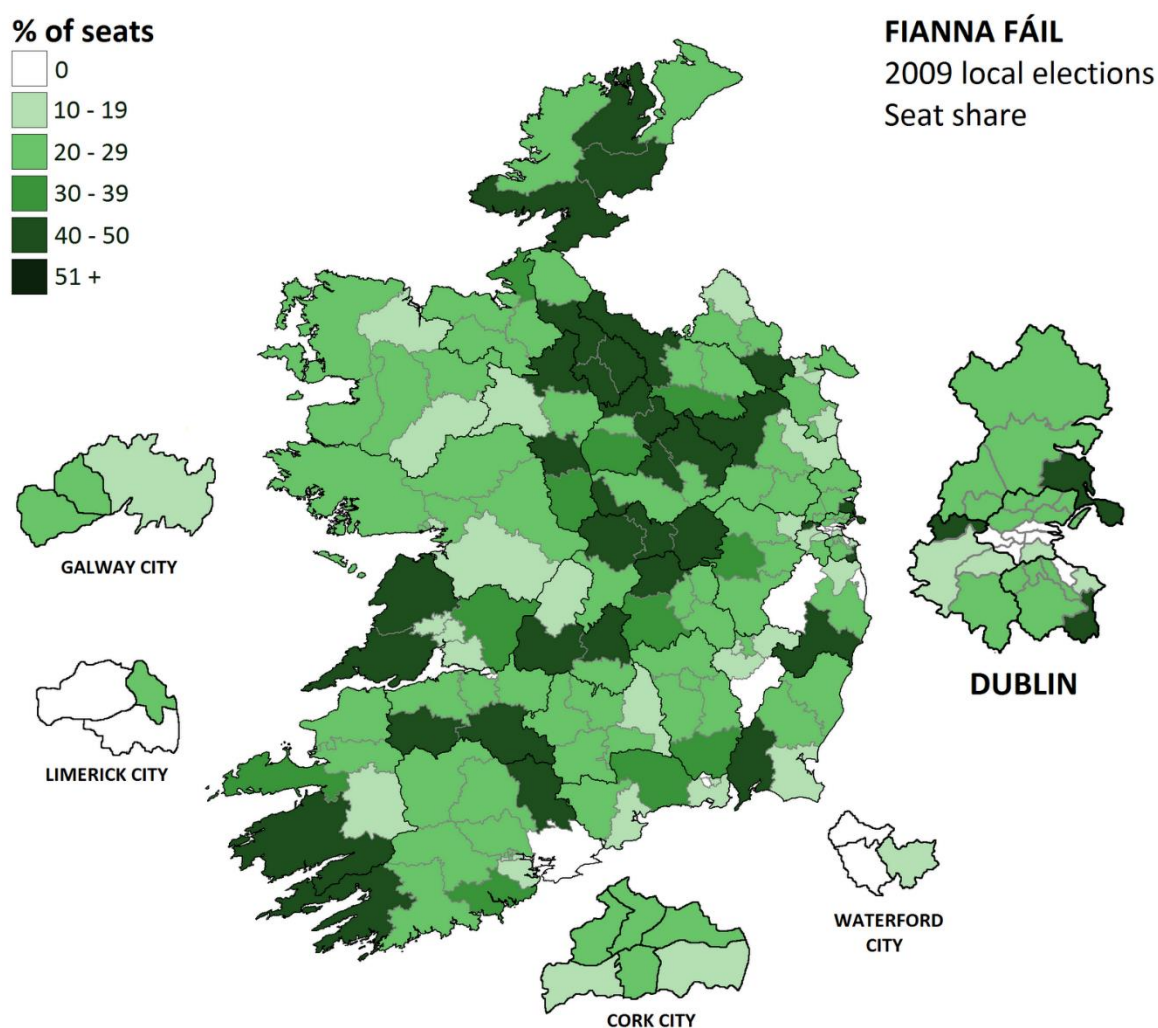 % of seats
0
10 - 19
20 - 29
30 - 39
40 - 50
51 +
FIANNA FÁIL
2009 local elections
Seat share
GALWAY CITY
LIMERICK CITY
DUBLIN
WATERFORD
CITY
CORK CITY